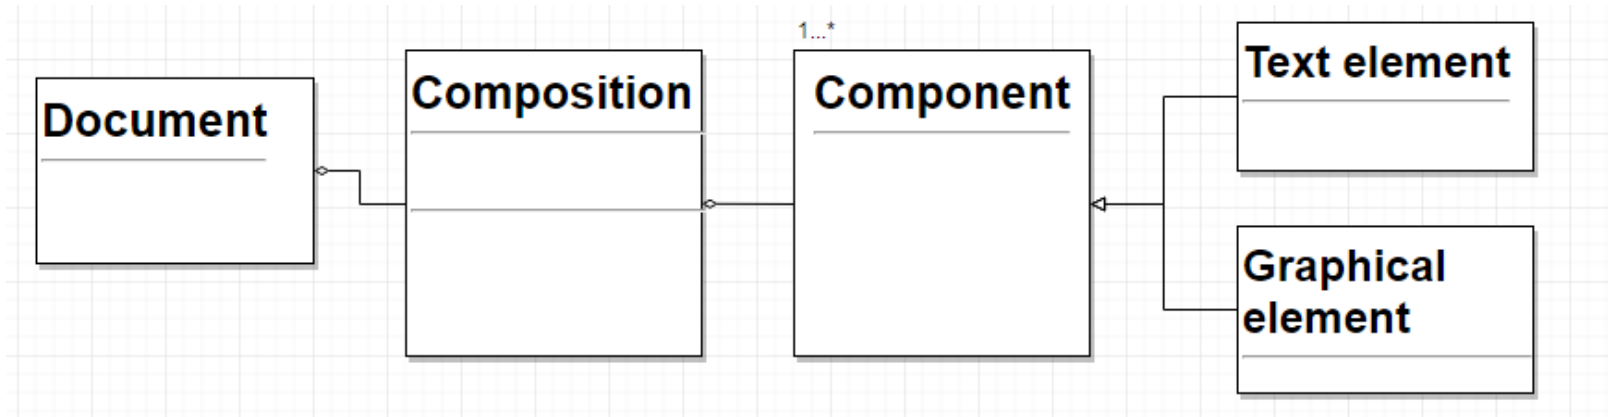 Document
Composition
1...*
Component
Text element
Graphical
element